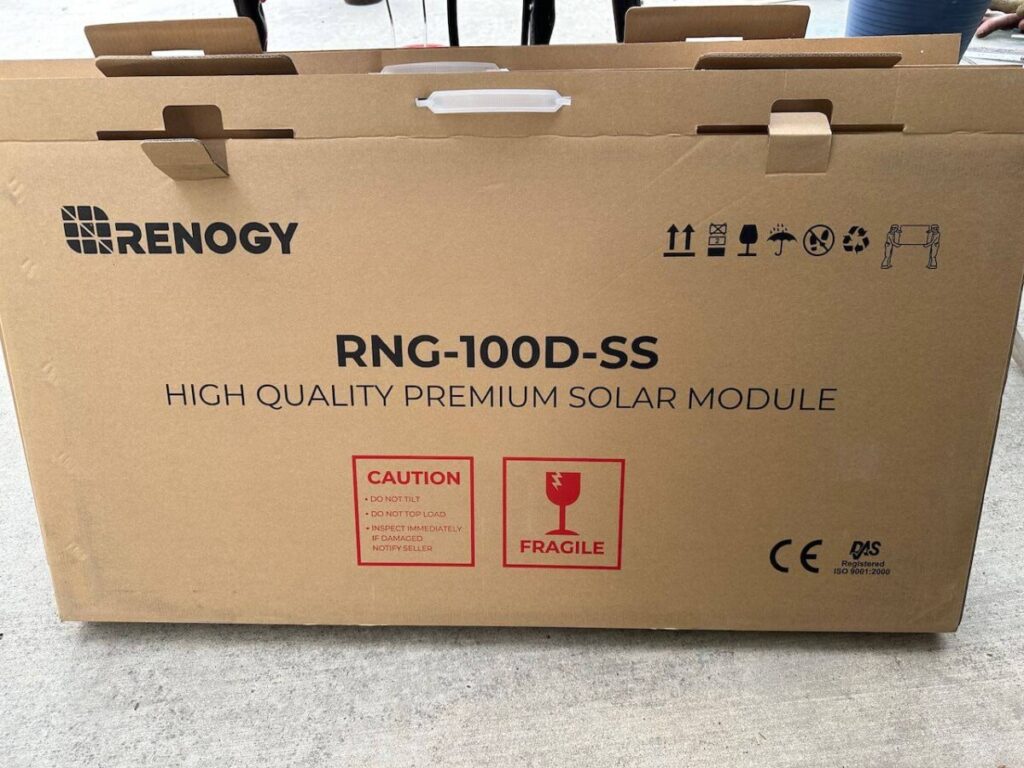 RENOGY
RNG-100D-SS
HIGH QUALITY PREMIUM SOLAR MODULE
CAUTION
• DO NOT TILT
• DO NOT TOP LOAD
• INSPECT IMMEDIATELY
IF DAMAGED
NOTIFY SELLER
FRAGILE
CE
DAS
Registered
ISO 9001:2000